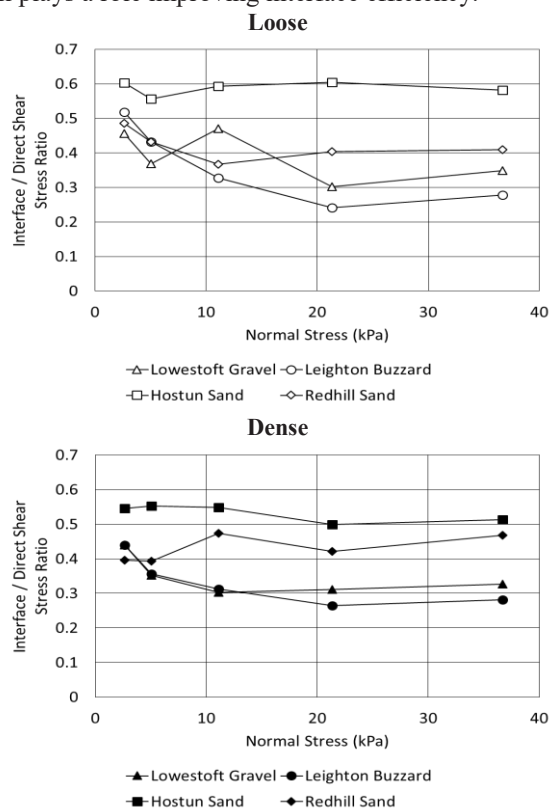 plays a role improving interface efficiency.
Loose
Interface / Direct Shear
Stress Ratio
0.7
0.6
0.5
0.4
0.3
0.2
0.1
0
0 10 20 30 40
Normal Stress (kPa)
Lowestoft Gravel Leighton Buzzard
Hostun Sand Redhill Sand
Dense
Interface / Direct Shear
Stress Ratio
0.7
0.6
0.5
0.4
0.3
0.2
0.1
0
0 10 20 30 40
Normal Stress (kPa)
Lowestoft Gravel Leighton Buzzard
Hostun Sand Redhill Sand